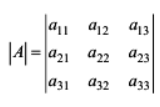 |A| = | a₁₁ a₁₂ a₁₃ |
| a₂₁ a₂₂ a₂₃ |
| a₃₁ a₃₂ a₃₃ |